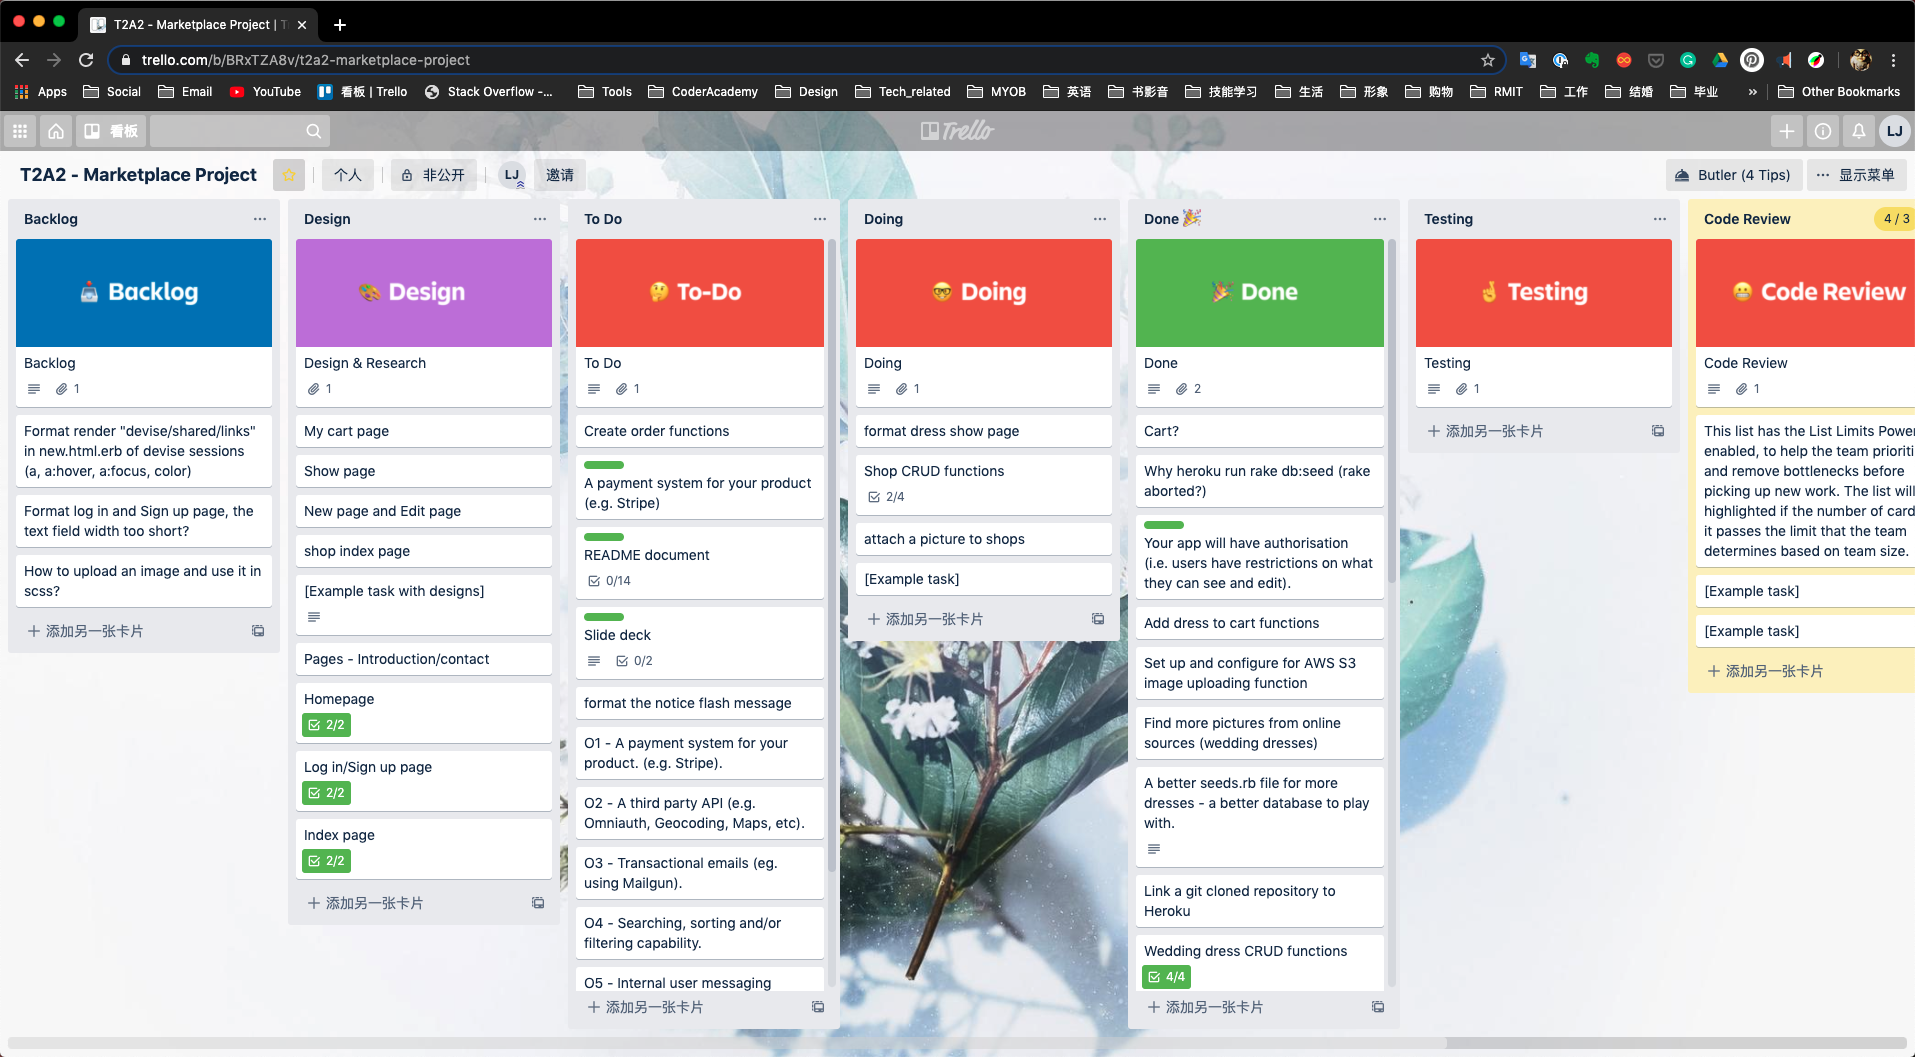 T2A2 - Marketplace Project | T
trello.com/b/BRxTZA8v/t2a2-marketplace-project
Apps Social Email YouTube 看板 | Trello Stack Overflow -... Tools CoderAcademy Design Tech_related MYOB 英语 书影音 技能学习 生活 形象 购物 RMIT 工作 结婚 毕业 » Other Bookmarks
看板 Trello LJ
T2A2 - Marketplace Project 个人 非公开 LJ 邀请 Butler (4 Tips) 显示菜单
Backlog
Backlog
Backlog
1
Format render "devise/shared/links"
in new.html.erb of devise sessions
(a, a:hover, a:focus, color)
Format log in and Sign up page, the
text field width too short?
How to upload an image and use it in
scss?
+ 添加另一张卡片
Design
Design
Design & Research
1
My cart page
Show page
New page and Edit page
shop index page
[Example task with designs]
Pages - Introduction/contact
Homepage
2/2
Log in/Sign up page
2/2
Index page
2/2
+ 添加另一张卡片
To Do
To-Do
To Do
1
Create order functions
A payment system for your product
(e.g. Stripe)
README document
0/14
Slide deck
0/2
format the notice flash message
O1 - A payment system for your
product. (e.g. Stripe).
O2 - A third party API (e.g.
Omniauth, Geocoding, Maps, etc).
O3 - Transactional emails (eg.
using Mailgun).
O4 - Searching, sorting and/or
filtering capability.
O5 - Internal user messaging
+ 添加另一张卡片
Doing
Doing
Doing
1
format dress show page
Shop CRUD functions
2/4
attach a picture to shops
[Example task]
+ 添加另一张卡片
Done
Done
Done
2
Cart?
Why heroku run rake db:seed (rake
aborted?)
Your app will have authorisation
(i.e. users have restrictions on what
they can see and edit).
Add dress to cart functions
Set up and configure for AWS S3
image uploading function
Find more pictures from online
sources (wedding dresses)
A better seeds.rb file for more
dresses - a better database to play
with.
Link a git cloned repository to
Heroku
Wedding dress CRUD functions
4/4
+ 添加另一张卡片
Testing
Testing
Testing
1
+ 添加另一张卡片
Code Review 4 / 3
Code Review
Code Review
1
This list has the List Limits Power
enabled, to help the team prioriti
and remove bottlenecks before
picking up new work. The list will
highlighted if the number of card
it passes the limit that the team
determines based on team size.
[Example task]
[Example task]
+ 添加另一张卡片